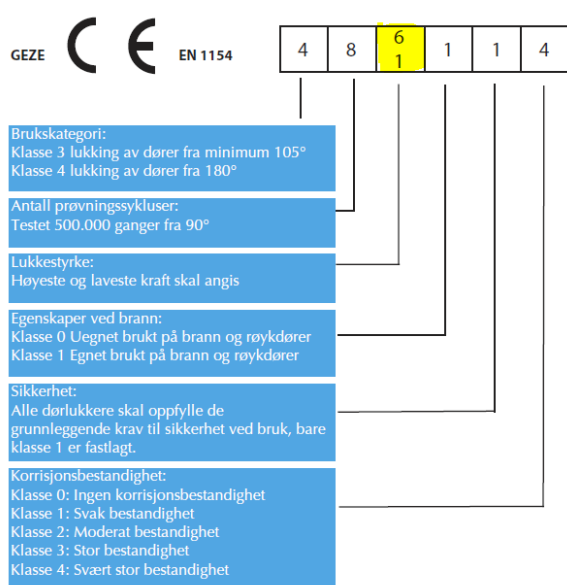 GEZE CE EN 1154 4 8 6 1 1 1 4
Brukskategori:
Klasse 3 lukking av dører fra minimum 105°
Klasse 4 lukking av dører fra 180°
Antall prøvningssykluser:
Testet 500.000 ganger fra 90°
Lukkestyrke:
Høyeste og laveste kraft skal angis
Egenskaper ved brann:
Klasse 0 Uegnet brukt på brann og røykdører
Klasse 1 Egnet brukt på brann og røykdører
Sikkerhet:
Alle dørlukkere skal oppfylle de
grunnleggende krav til sikkerhet ved bruk, bare
klasse 1 er fastlagt.
Korrisjonsbestandighet:
Klasse 0: Ingen korrisjonsbestandighet
Klasse 1: Svak bestandighet
Klasse 2: Moderat bestandighet
Klasse 3: Stor bestandighet
Klasse 4: Svært stor bestandighet